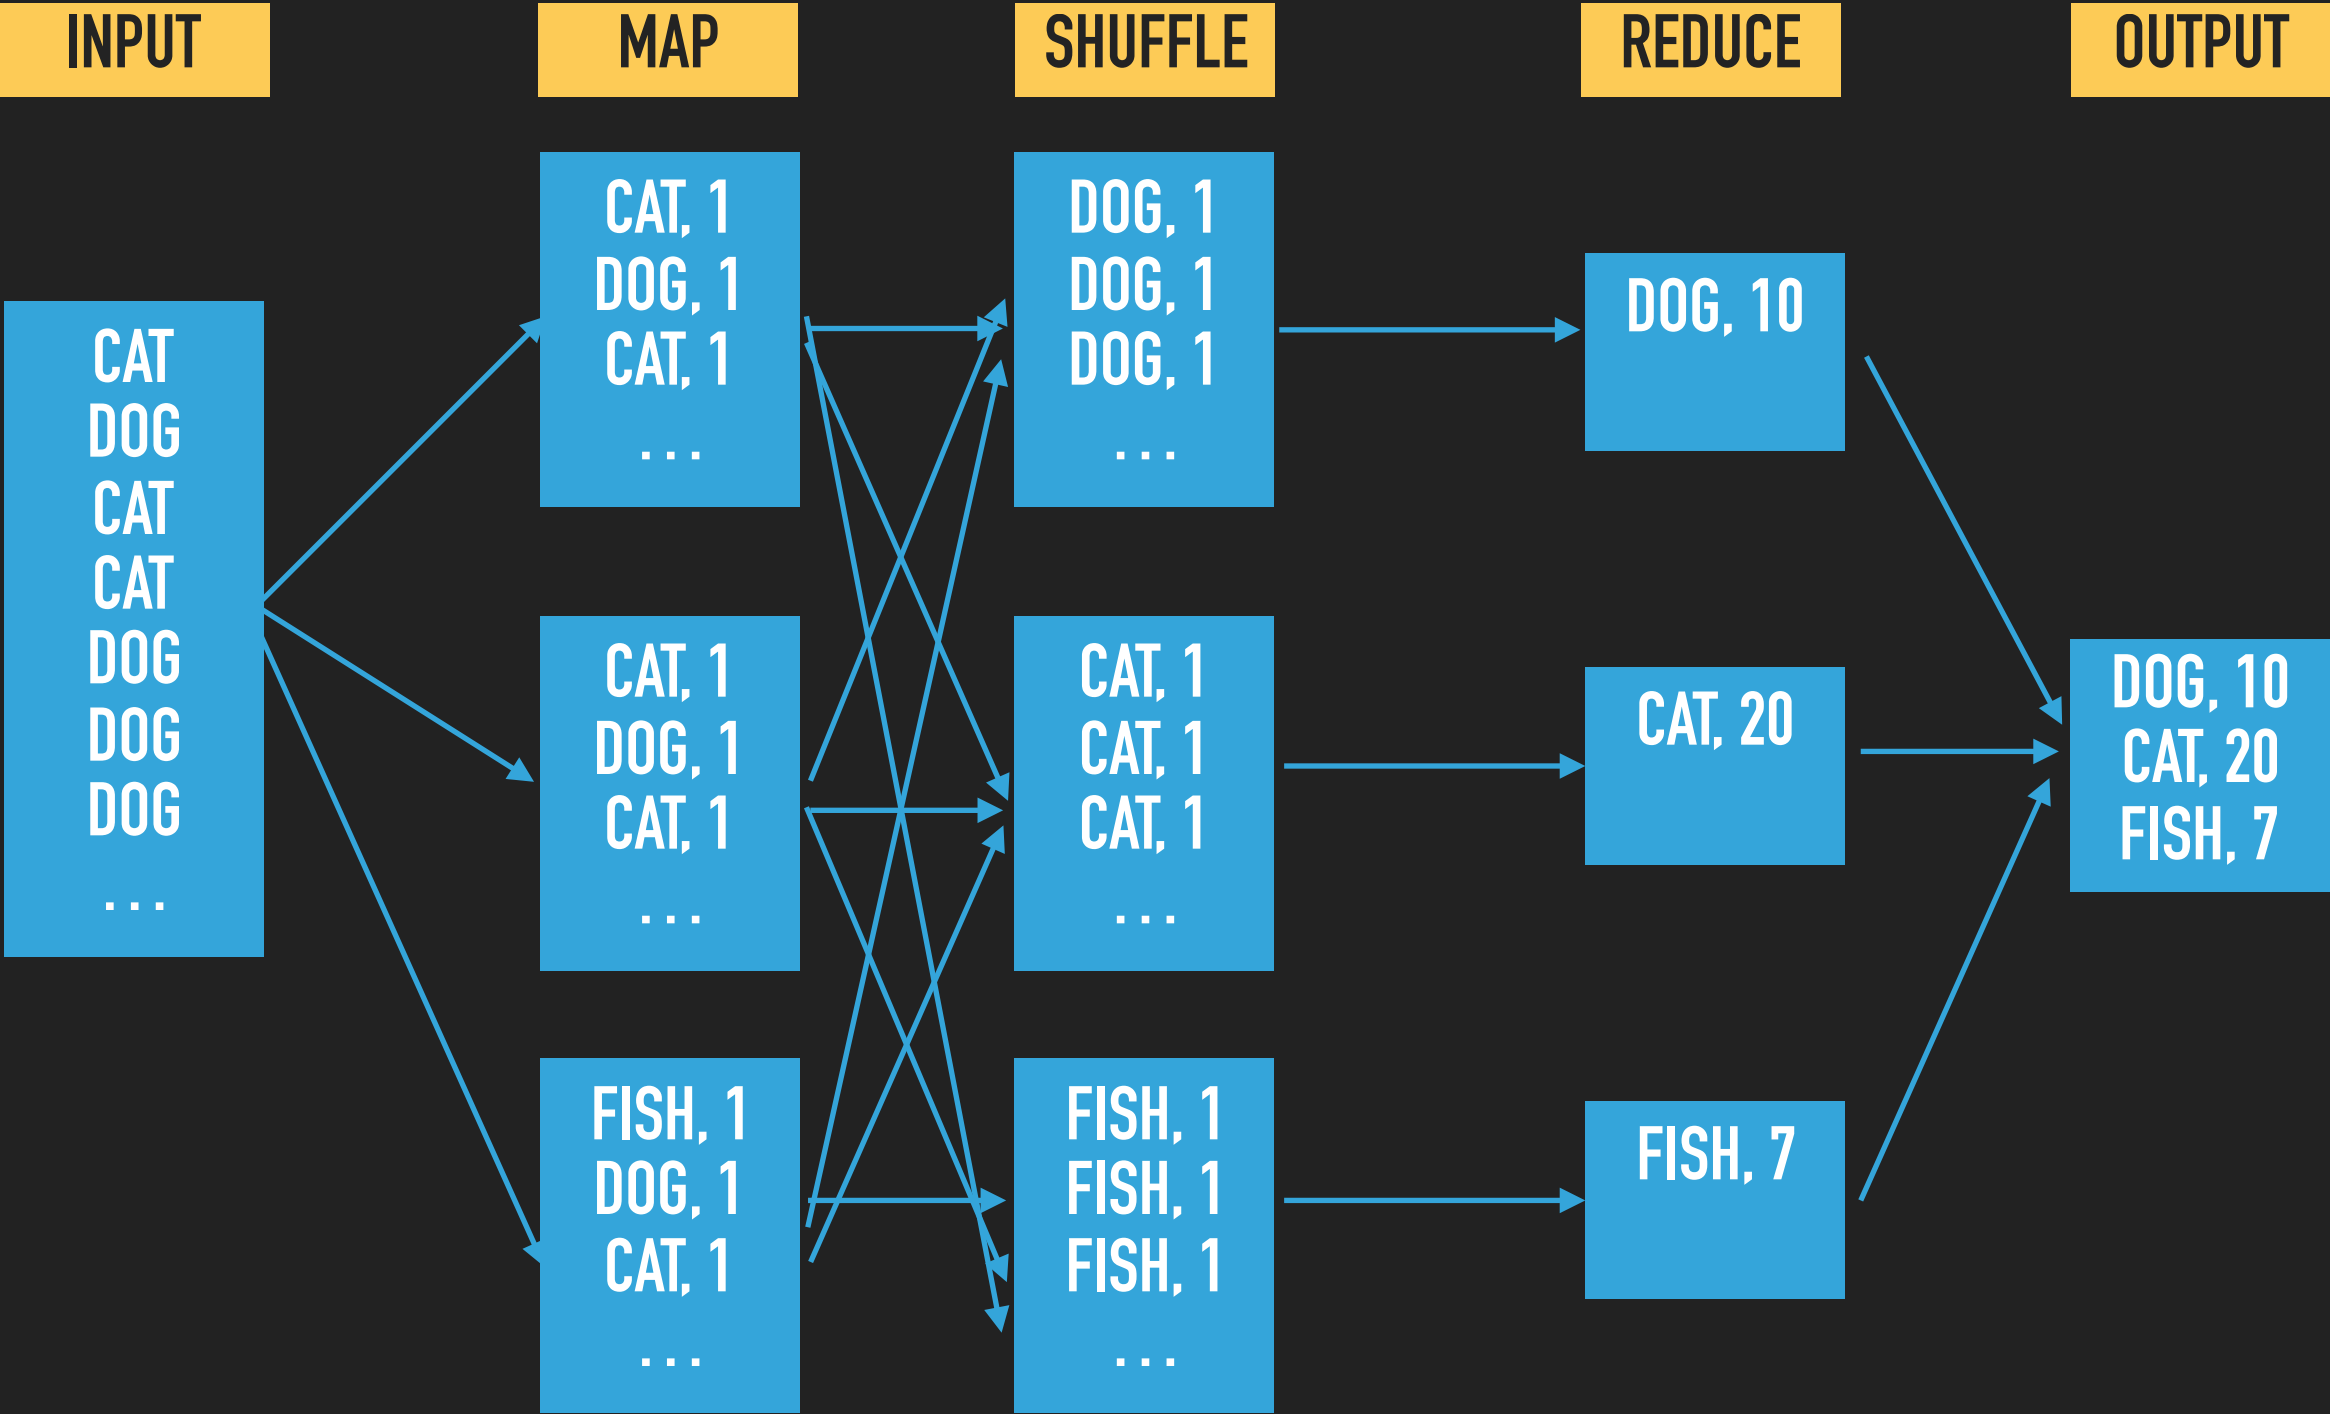 INPUT
MAP
SHUFFLE
REDUCE
OUTPUT
CAT
DOG
CAT
CAT
DOG
DOG
DOG
...
CAT, 1
DOG, 1
CAT, 1
...
CAT, 1
DOG, 1
CAT, 1
...
FISH, 1
DOG, 1
CAT, 1
...
DOG, 1
DOG, 1
DOG, 1
...
CAT, 1
CAT, 1
CAT, 1
...
FISH, 1
FISH, 1
FISH, 1
...
DOG, 10
CAT, 20
FISH, 7
DOG, 10
CAT, 20
FISH, 7